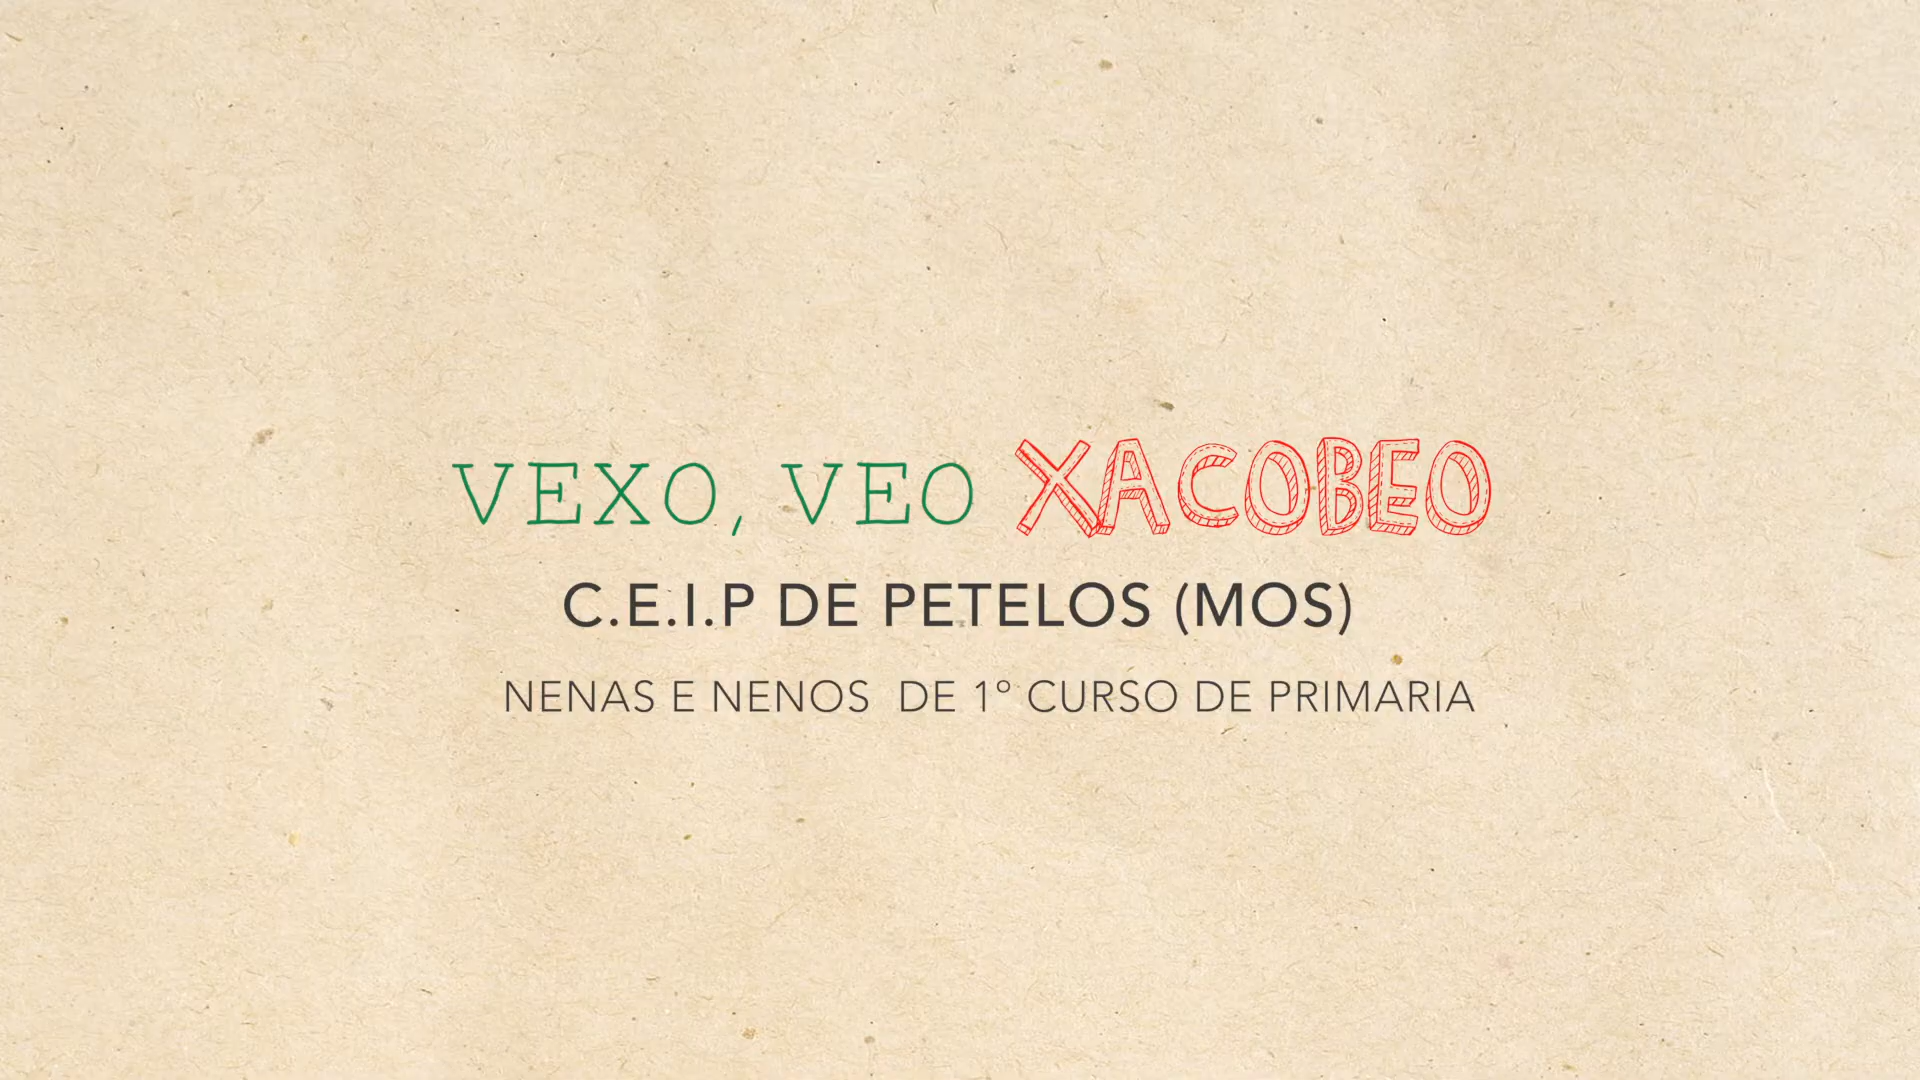 VEXO, VEO XACOBEO
C.E.I.P DE PETELOS (MOS)
NENAS E NENOS DE 1º CURSO DE PRIMARIA